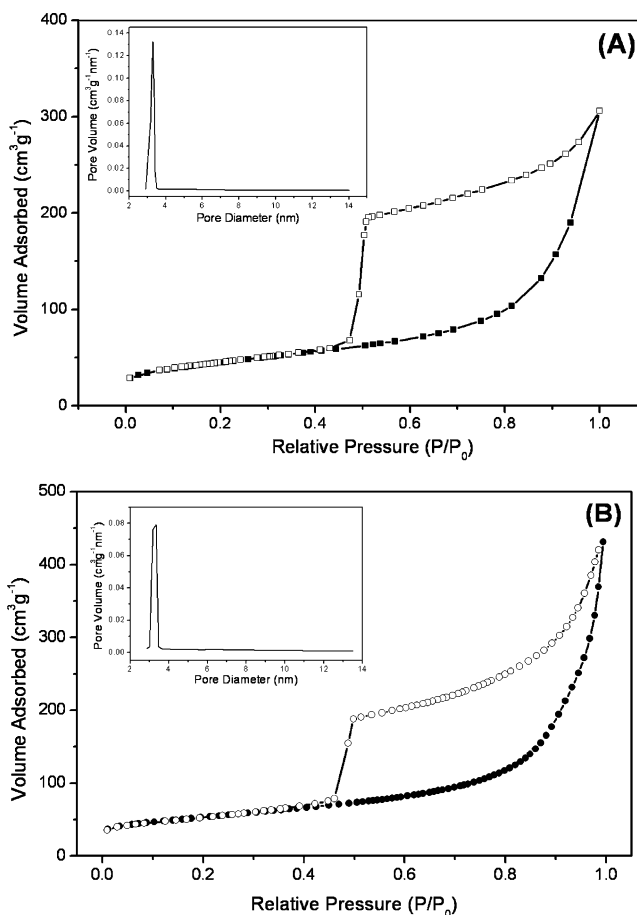 (A)
400
300
200
100
0
Volume Adsorbed (cm³g⁻¹)
0.0 0.2 0.4 0.6 0.8 1.0
Relative Pressure (P/P₀)
0.14
0.12
0.10
0.08
0.06
0.04
0.02
0.00
Pore Volume (cm³g⁻¹nm⁻¹)
2 4 6 8 10 12 14
Pore Diameter (nm)
(B)
500
400
300
200
100
0
Volume Adsorbed (cm³g⁻¹)
0.0 0.2 0.4 0.6 0.8 1.0
Relative Pressure (P/P₀)
0.08
0.06
0.04
0.02
0.00
Pore Volume (cm³g⁻¹nm⁻¹)
2 4 6 8 10 12 14
Pore Diameter (nm)